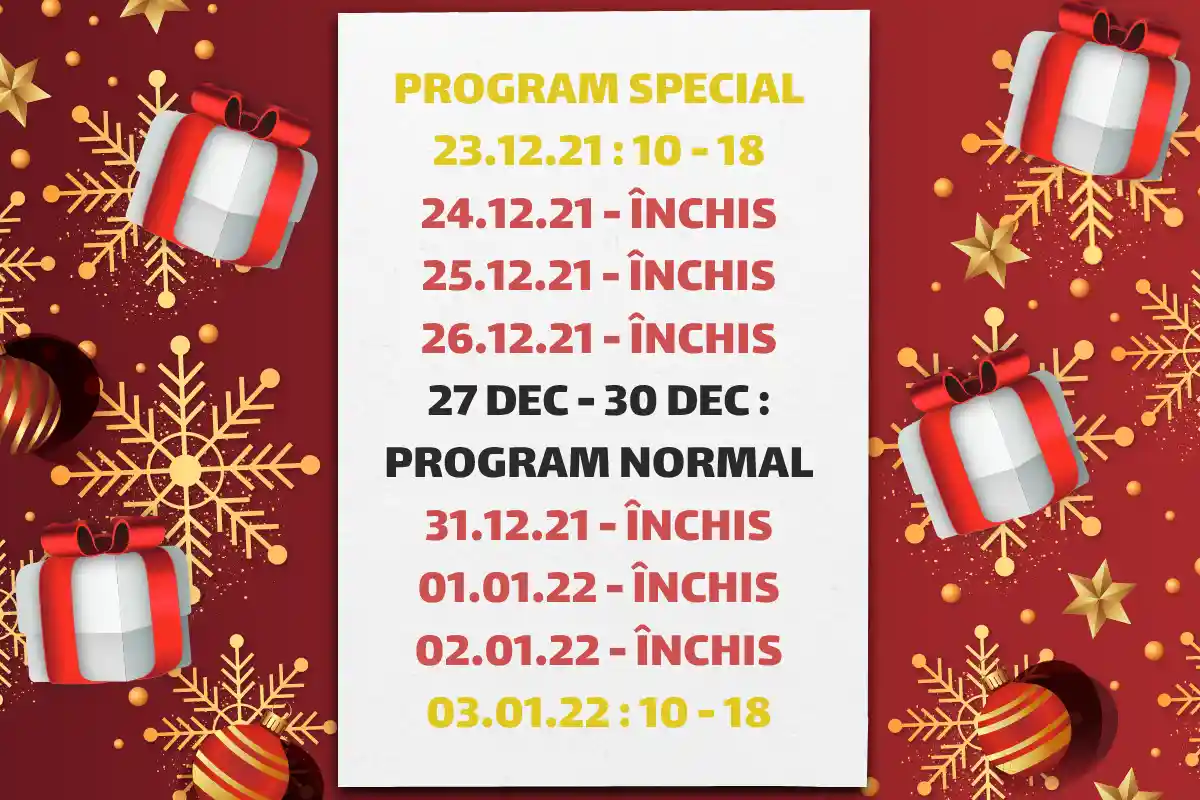 PROGRAM SPECIAL
23.12.21 : 10 - 18
24.12.21 - ÎNCHIS
25.12.21 - ÎNCHIS
26.12.21 - ÎNCHIS
27 DEC - 30 DEC :
PROGRAM NORMAL
31.12.21 - ÎNCHIS
01.01.22 - ÎNCHIS
02.01.22 - ÎNCHIS
03.01.22 : 10 - 18